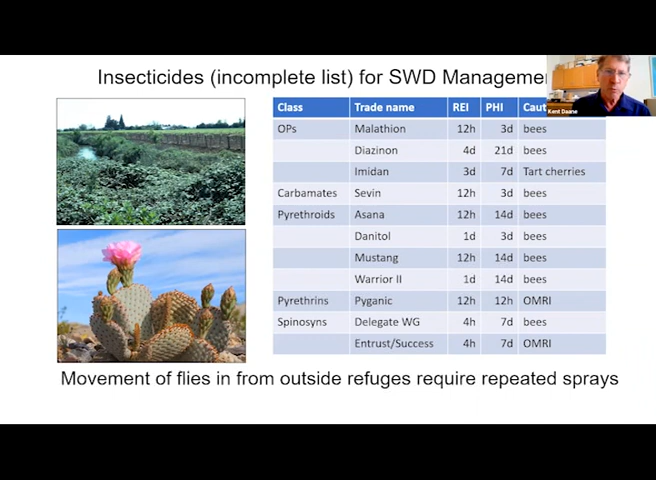 Insecticides (incomplete list) for SWD Manageme
Kent Daane
Class Trade name REI PHI Caut
OPs Malathion 12h 3d bees
Diazinon 4d 21d bees
Imidan 3d 7d Tart cherries
Carbamates Sevin 12h 3d bees
Pyrethroids Asana 12h 14d bees
Danitol 1d 3d bees
Mustang 12h 14d bees
Warrior II 1d 14d bees
Pyrethrins Pyganic 12h 12h OMRI
Spinosyns Delegate WG 4h 7d bees
Entrust/Success 4h 7d OMRI
Movement of flies in from outside refuges require repeated sprays